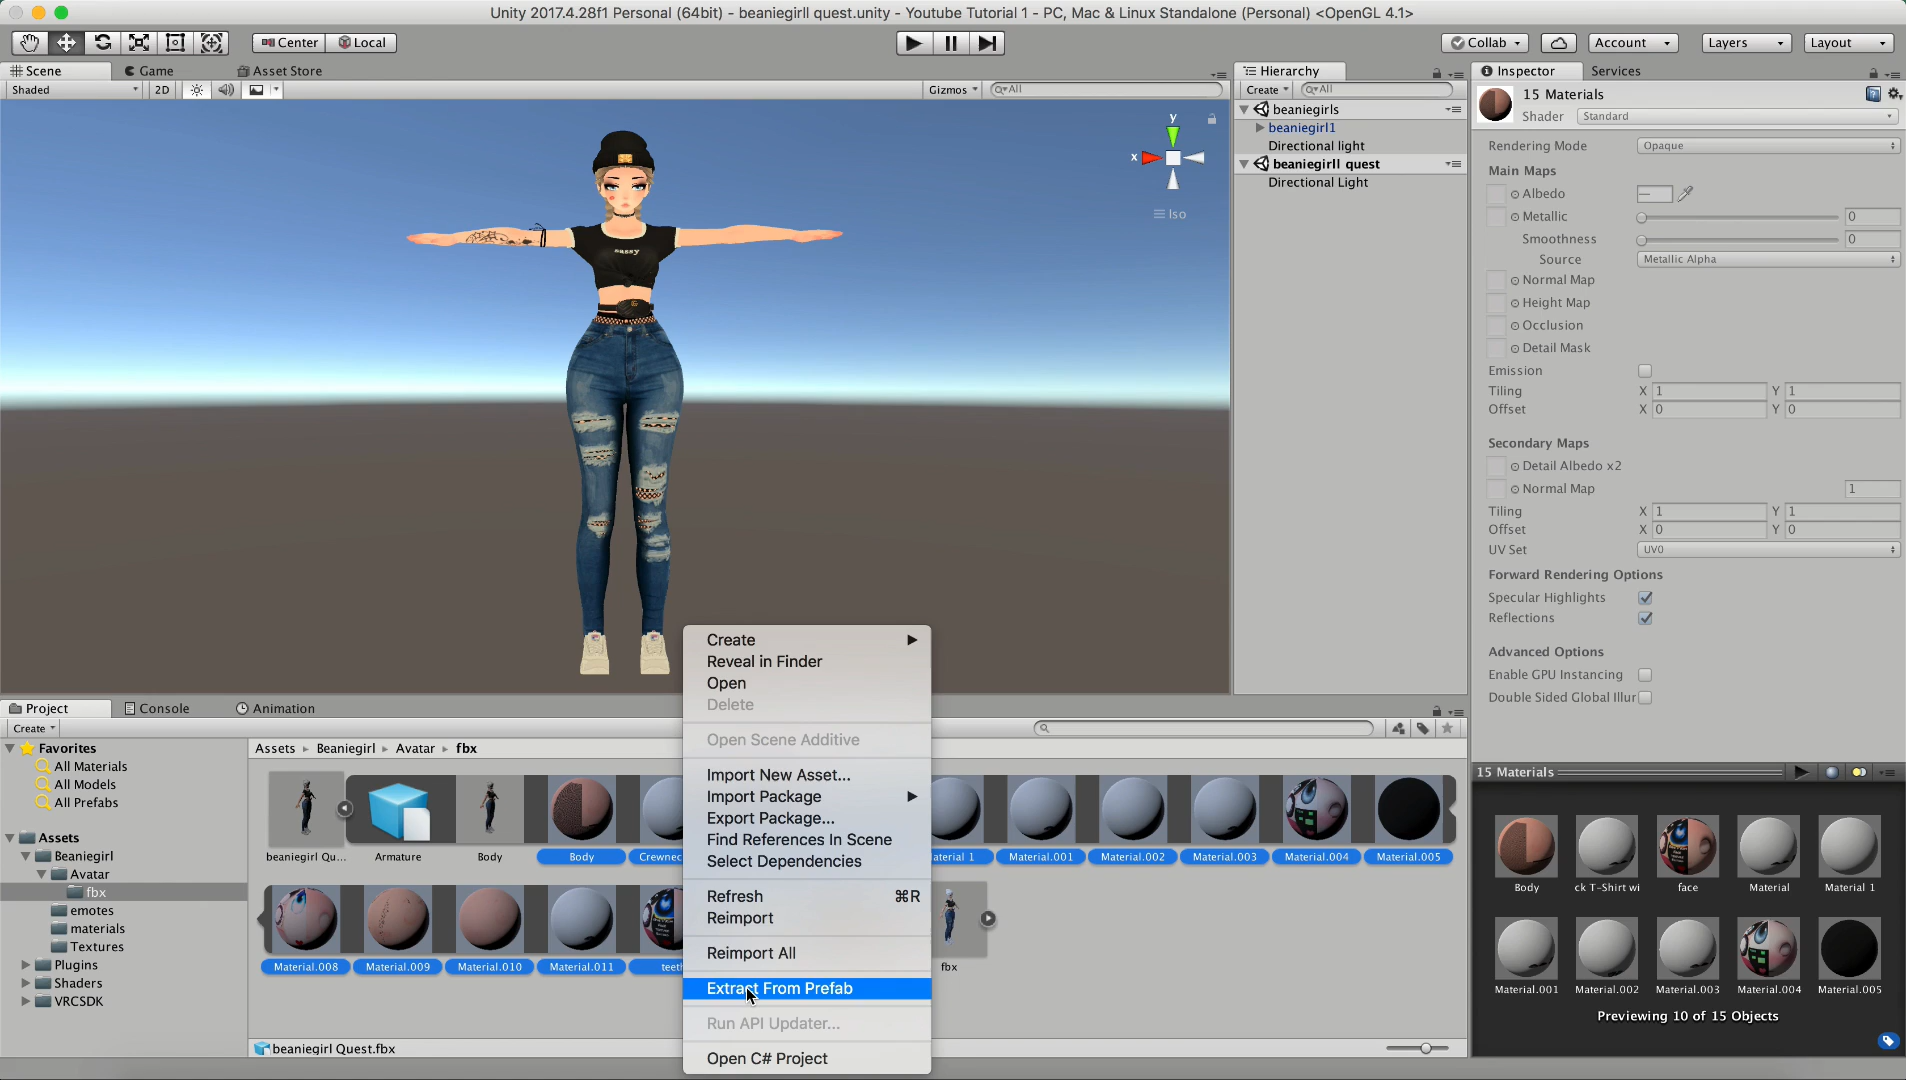 Unity 2017.4.28f1 Personal (64bit) - beaniegirll quest.unity - Youtube Tutorial 1 - PC, Mac & Linux Standalone (Personal) <OpenGL 4.1>
Center Local Collab Account Layers Layout
Scene Game Asset Store
Shaded 2D Gizmos All
y
x
Iso
sassy
Hierarchy
Create All
beaniegirls
beaniegirl1
Directional light
beaniegirll quest
Directional Light
Inspector Services
15 Materials
Shader Standard
Rendering Mode Opaque
Main Maps
Albedo
Metallic 0
Smoothness 0
Source Metallic Alpha
Normal Map
Height Map
Occlusion
Detail Mask
Emission
Tiling X 1 Y 1
Offset X 0 Y 0
Secondary Maps
Detail Albedo x2
Normal Map 1
Tiling X 1 Y 1
Offset X 0 Y 0
UV Set UV0
Forward Rendering Options
Specular Highlights
Reflections
Advanced Options
Enable GPU Instancing
Double Sided Global Illur
15 Materials
Body ck T-Shirt wi face Material Material 1
Material.001 Material.002 Material.003 Material.004 Material.005
Previewing 10 of 15 Objects
Project Console Animation
Create
Favorites
All Materials
All Models
All Prefabs
Assets
Beaniegirl
Avatar
fbx
emotes
materials
Textures
Plugins
Shaders
VRCSDK
Assets Beaniegirl Avatar fbx
beaniegirl Qu... Armature Body Body Crewnec aterial 1 Material.001 Material.002 Material.003 Material.004 Material.005
Material.008 Material.009 Material.010 Material.011 teeth fbx
beaniegirl Quest.fbx
Create
Reveal in Finder
Open
Delete
Open Scene Additive
Import New Asset...
Import Package
Export Package...
Find References In Scene
Select Dependencies
Refresh ⌘R
Reimport
Reimport All
Extract From Prefab
Run API Updater...
Open C# Project